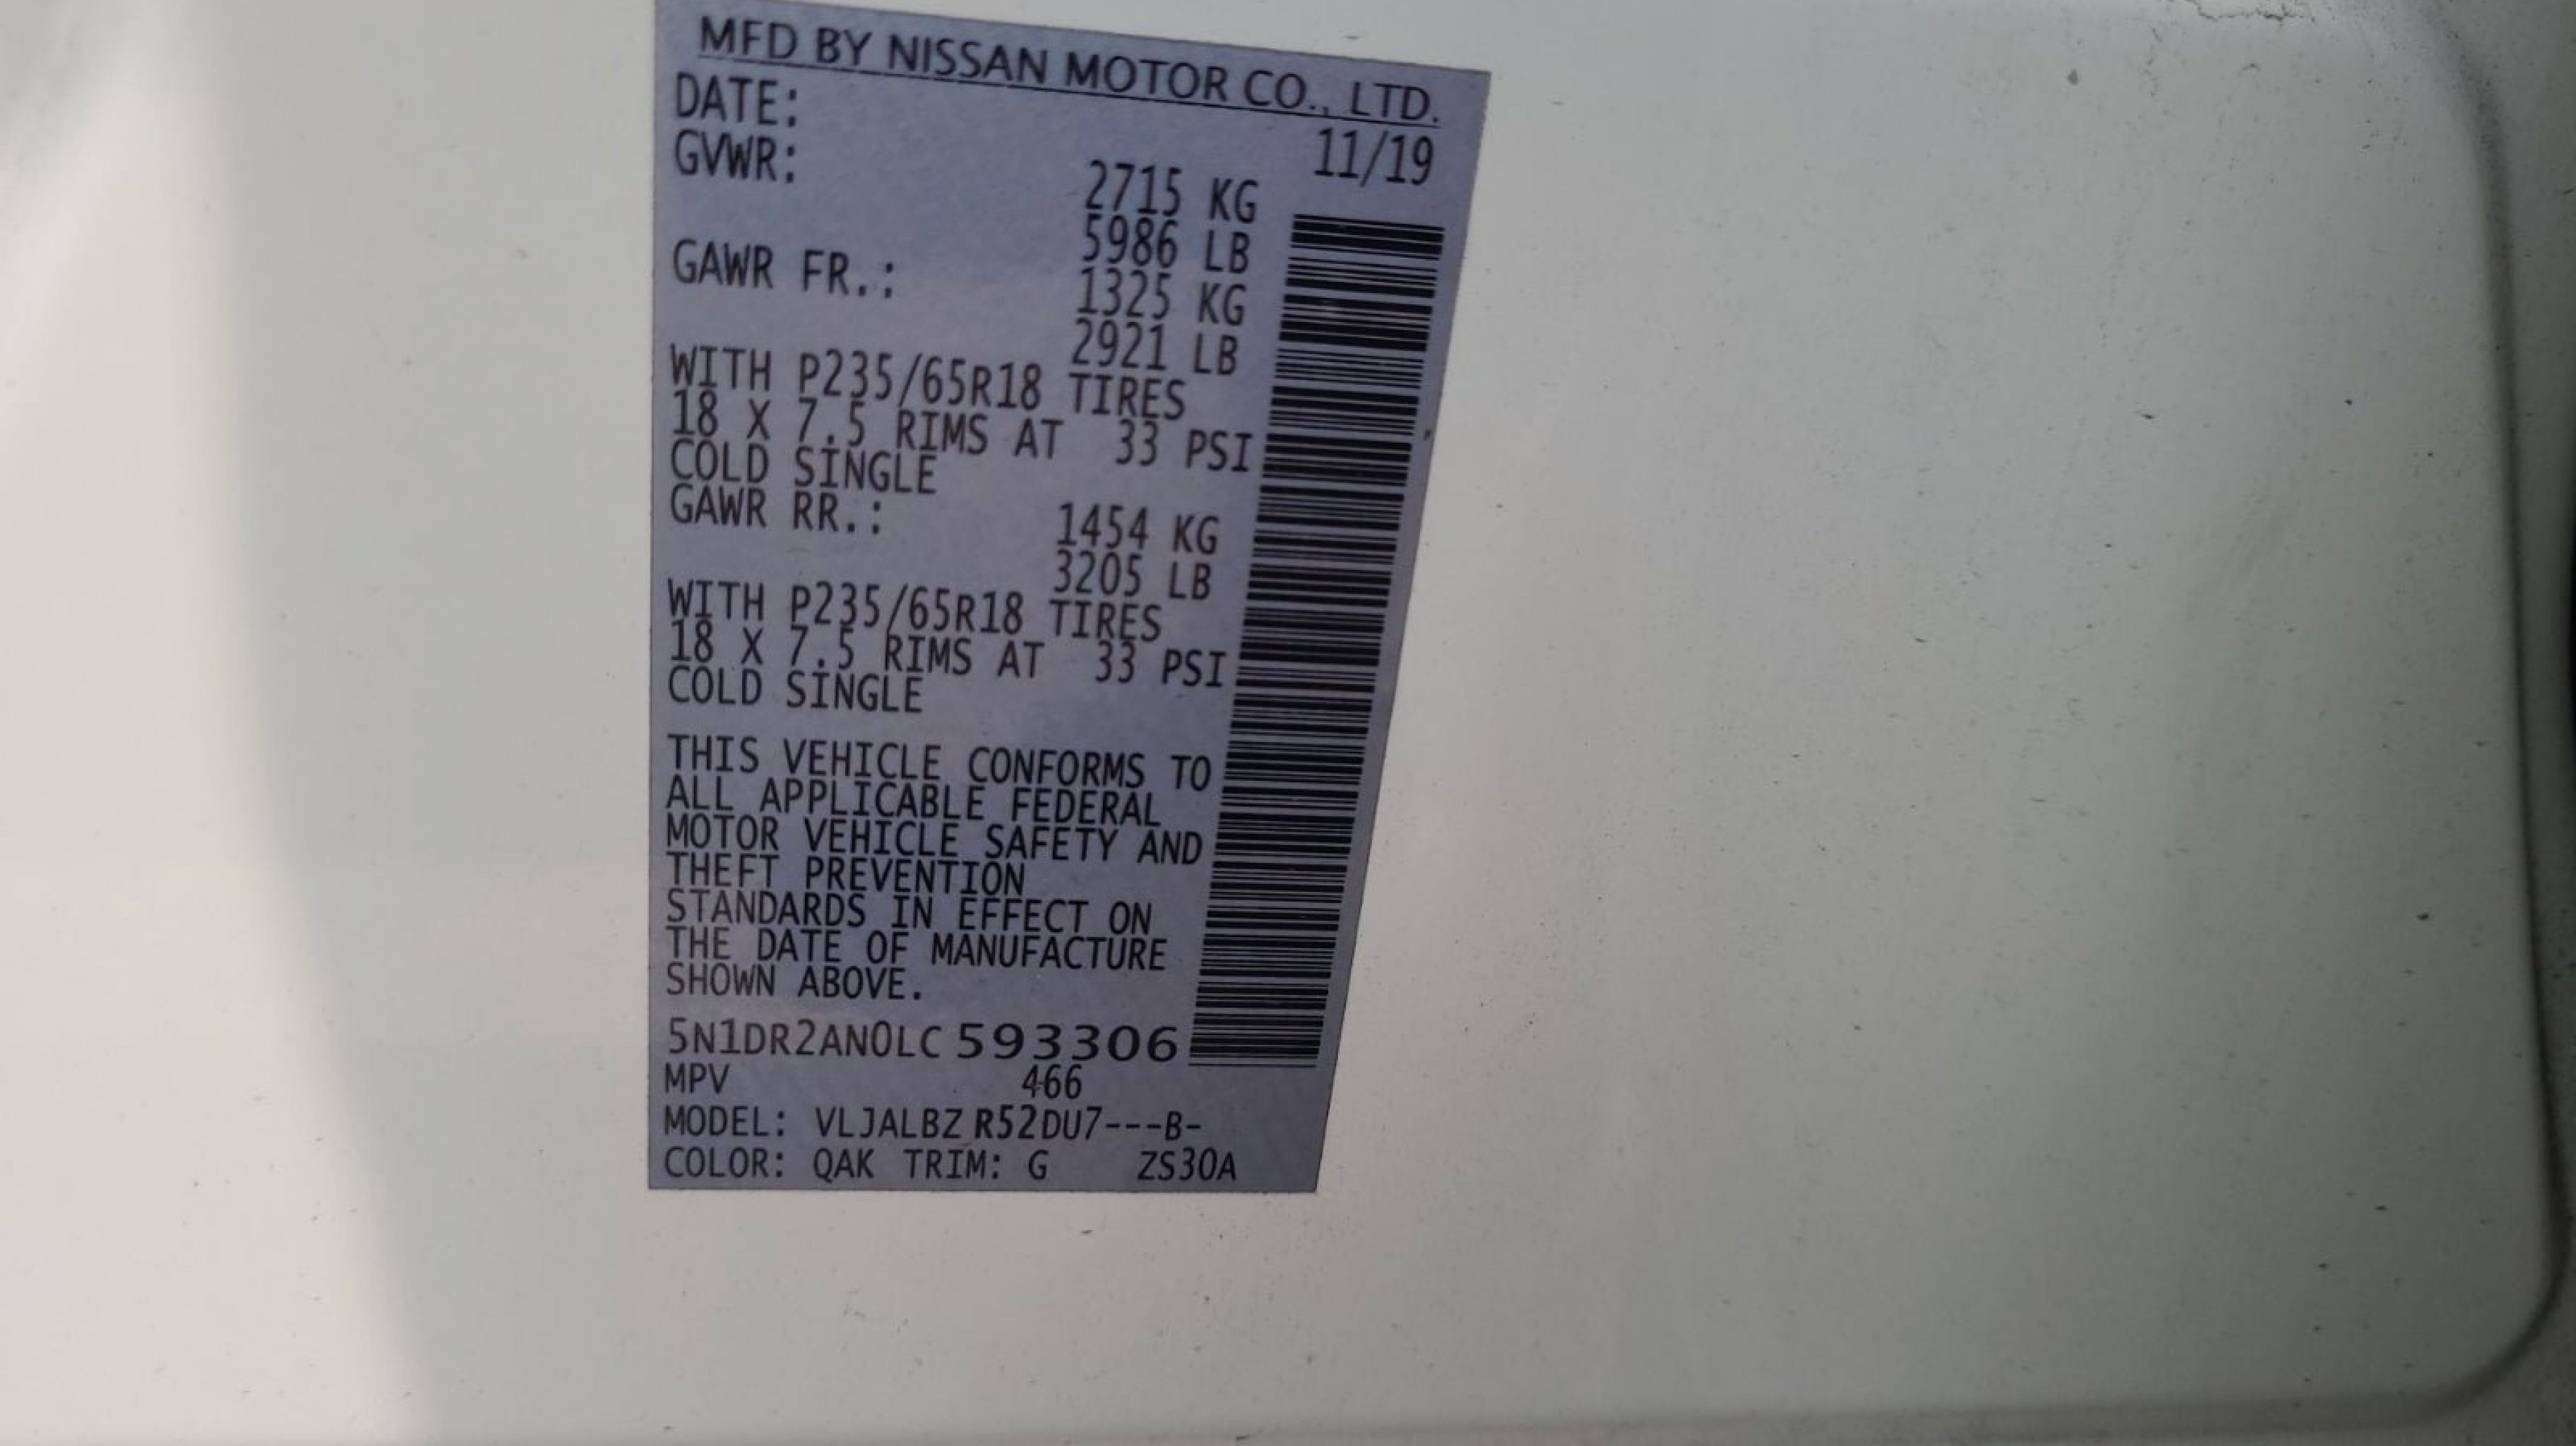 MFD BY NISSAN MOTOR CO., LTD.
DATE: 11/19
GVWR: 2715 KG
5986 LB
GAWR FR.: 1325 KG
2921 LB
WITH P235/65R18 TIRES
18 X 7.5 RIMS AT 33 PSI
COLD SINGLE
GAWR RR.: 1454 KG
3205 LB
WITH P235/65R18 TIRES
18 X 7.5 RIMS AT 33 PSI
COLD SINGLE
THIS VEHICLE CONFORMS TO
ALL APPLICABLE FEDERAL
MOTOR VEHICLE SAFETY AND
THEFT PREVENTION
STANDARDS IN EFFECT ON
THE DATE OF MANUFACTURE
SHOWN ABOVE.
5N1DR2AN0LC593306
MPV 466
MODEL: VLJALBZ R52DU7---B-
COLOR: QAK TRIM: G ZS30A